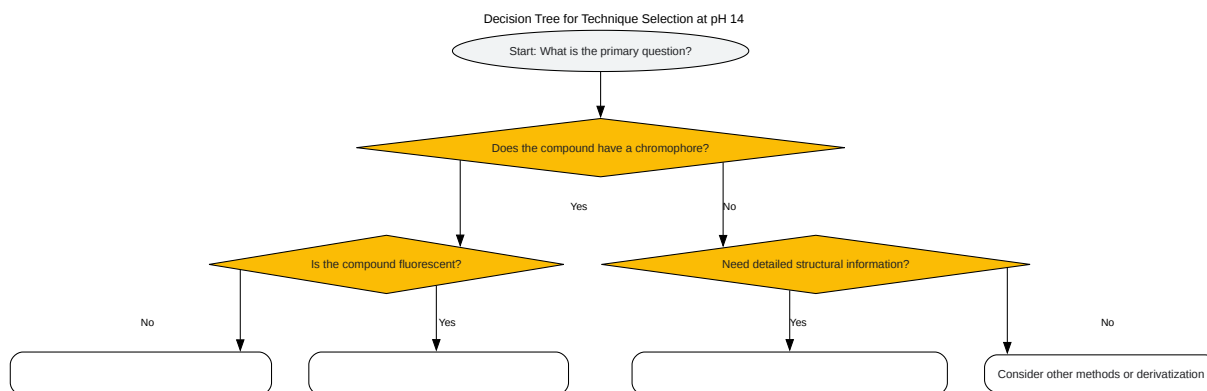 Decision Tree for Technique Selection at pH 14
Start: What is the primary question?
Does the compound have a chromophore?
Yes
No
Is the compound fluorescent?
Need detailed structural information?
No
Yes
Yes
No
Consider other methods or derivatization